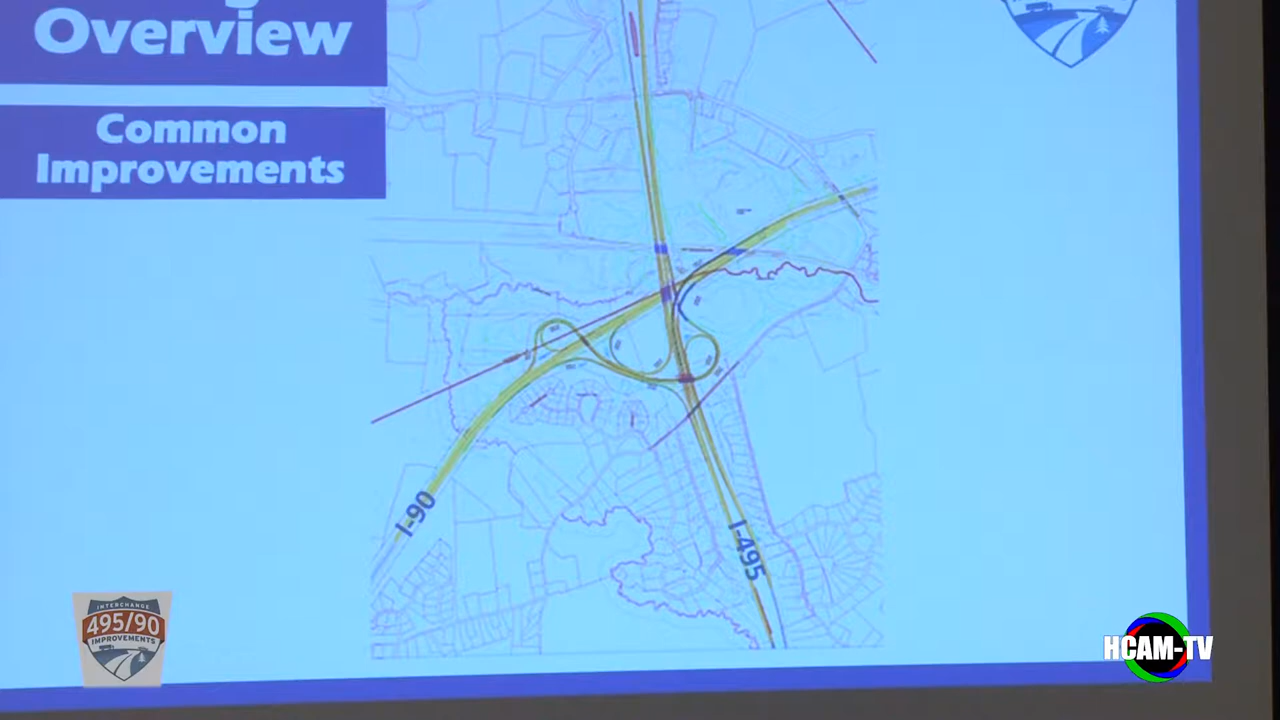 Overview
Common
Improvements
I-90
I-495
INTERCHANGE
495/90
IMPROVEMENTS
HCAM-TV